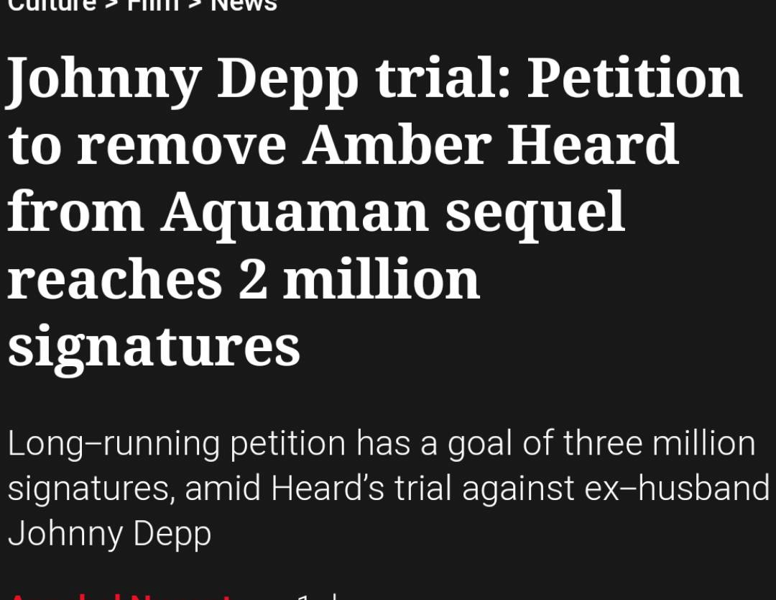 Culture > Film > News
Johnny Depp trial: Petition
to remove Amber Heard
from Aquaman sequel
reaches 2 million
signatures
Long–running petition has a goal of three million
signatures, amid Heard’s trial against ex–husband
Johnny Depp